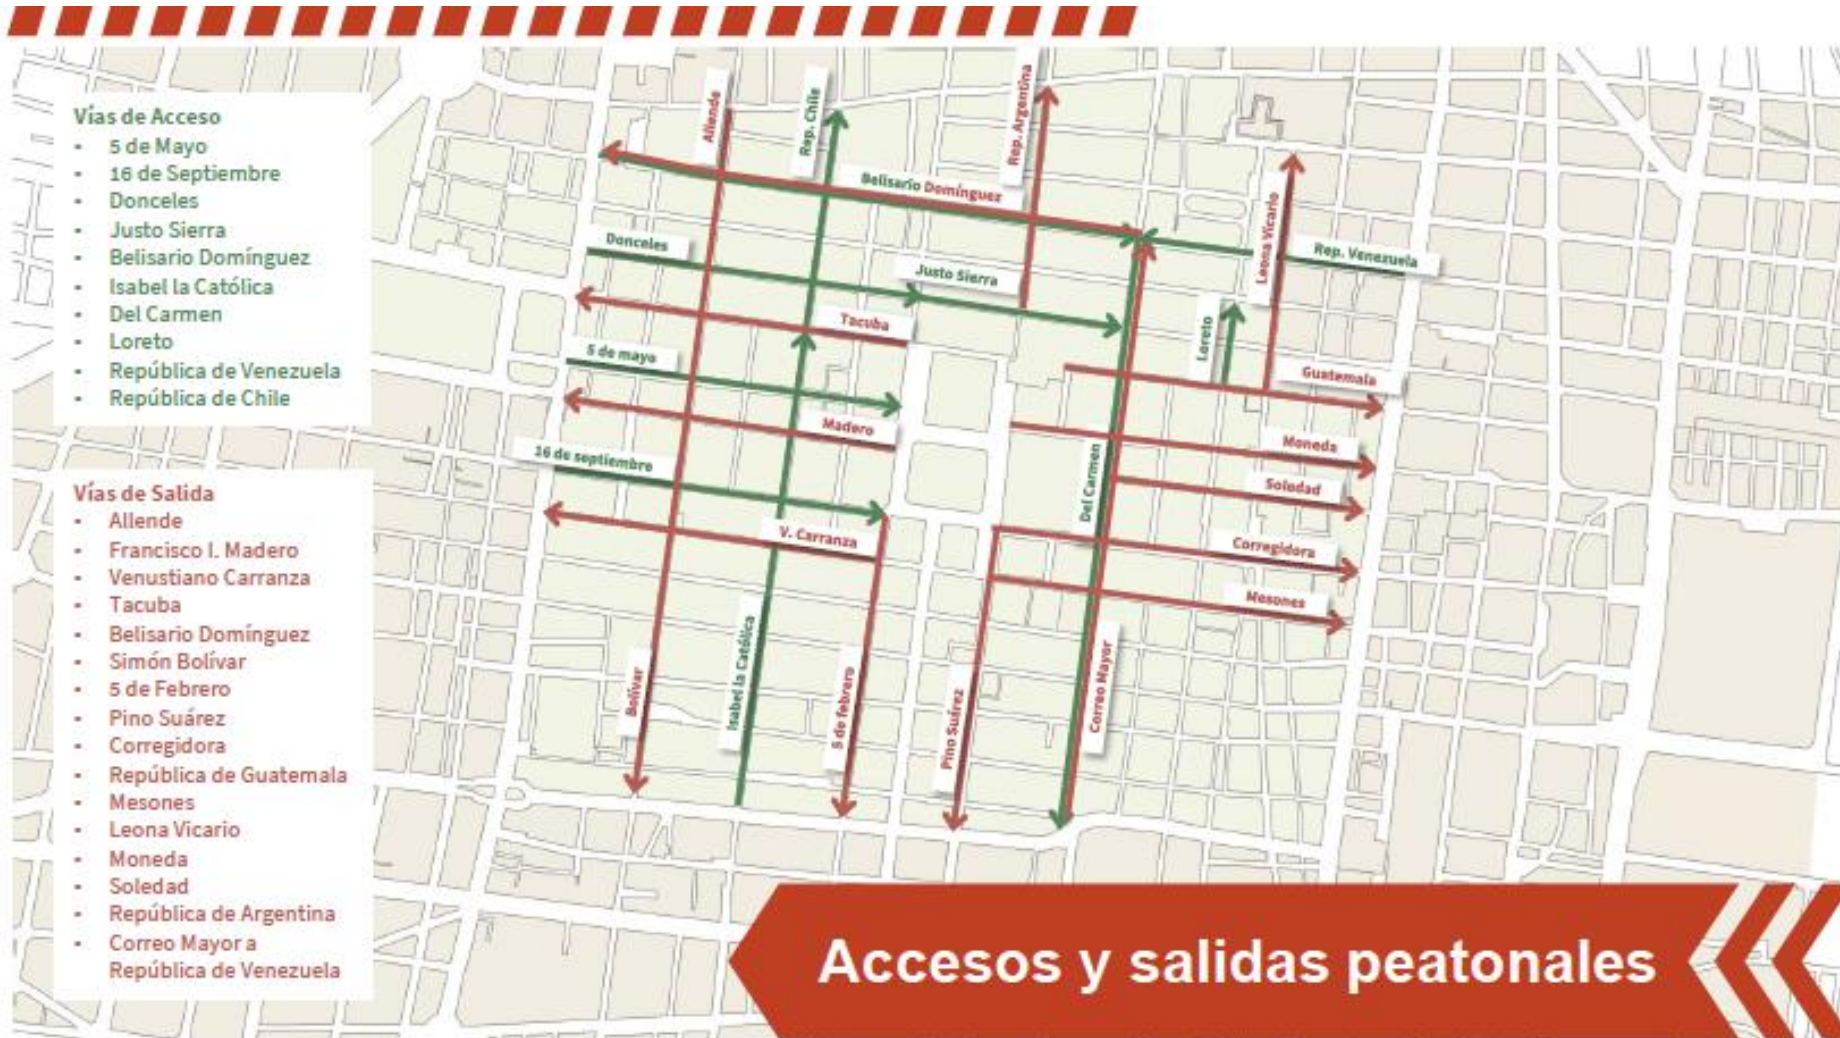 Vías de Acceso
- 5 de Mayo
- 16 de Septiembre
- Donceles
- Justo Sierra
- Belisario Domínguez
- Isabel la Católica
- Del Carmen
- Loreto
- República de Venezuela
- República de Chile
Vías de Salida
- Allende
- Francisco I. Madero
- Venustiano Carranza
- Tacuba
- Belisario Domínguez
- Simón Bolívar
- 5 de Febrero
- Pino Suárez
- Corregidora
- República de Guatemala
- Mesones
- Leona Vicario
- Moneda
- Soledad
- República de Argentina
- Correo Mayor a
República de Venezuela
Allende
Rep. Chile
Rep. Argentina
Belisario Domínguez
Leona Vicario
Rep. Venezuela
Donceles
Justo Sierra
Tacuba
Loreto
5 de mayo
Guatemala
Madero
Moneda
16 de septiembre
Del Carmen
Soledad
V. Carranza
Corregidora
Mesones
Bolívar
Isabel la Católica
5 de febrero
Pino Suárez
Correo Mayor
Accesos y salidas peatonales